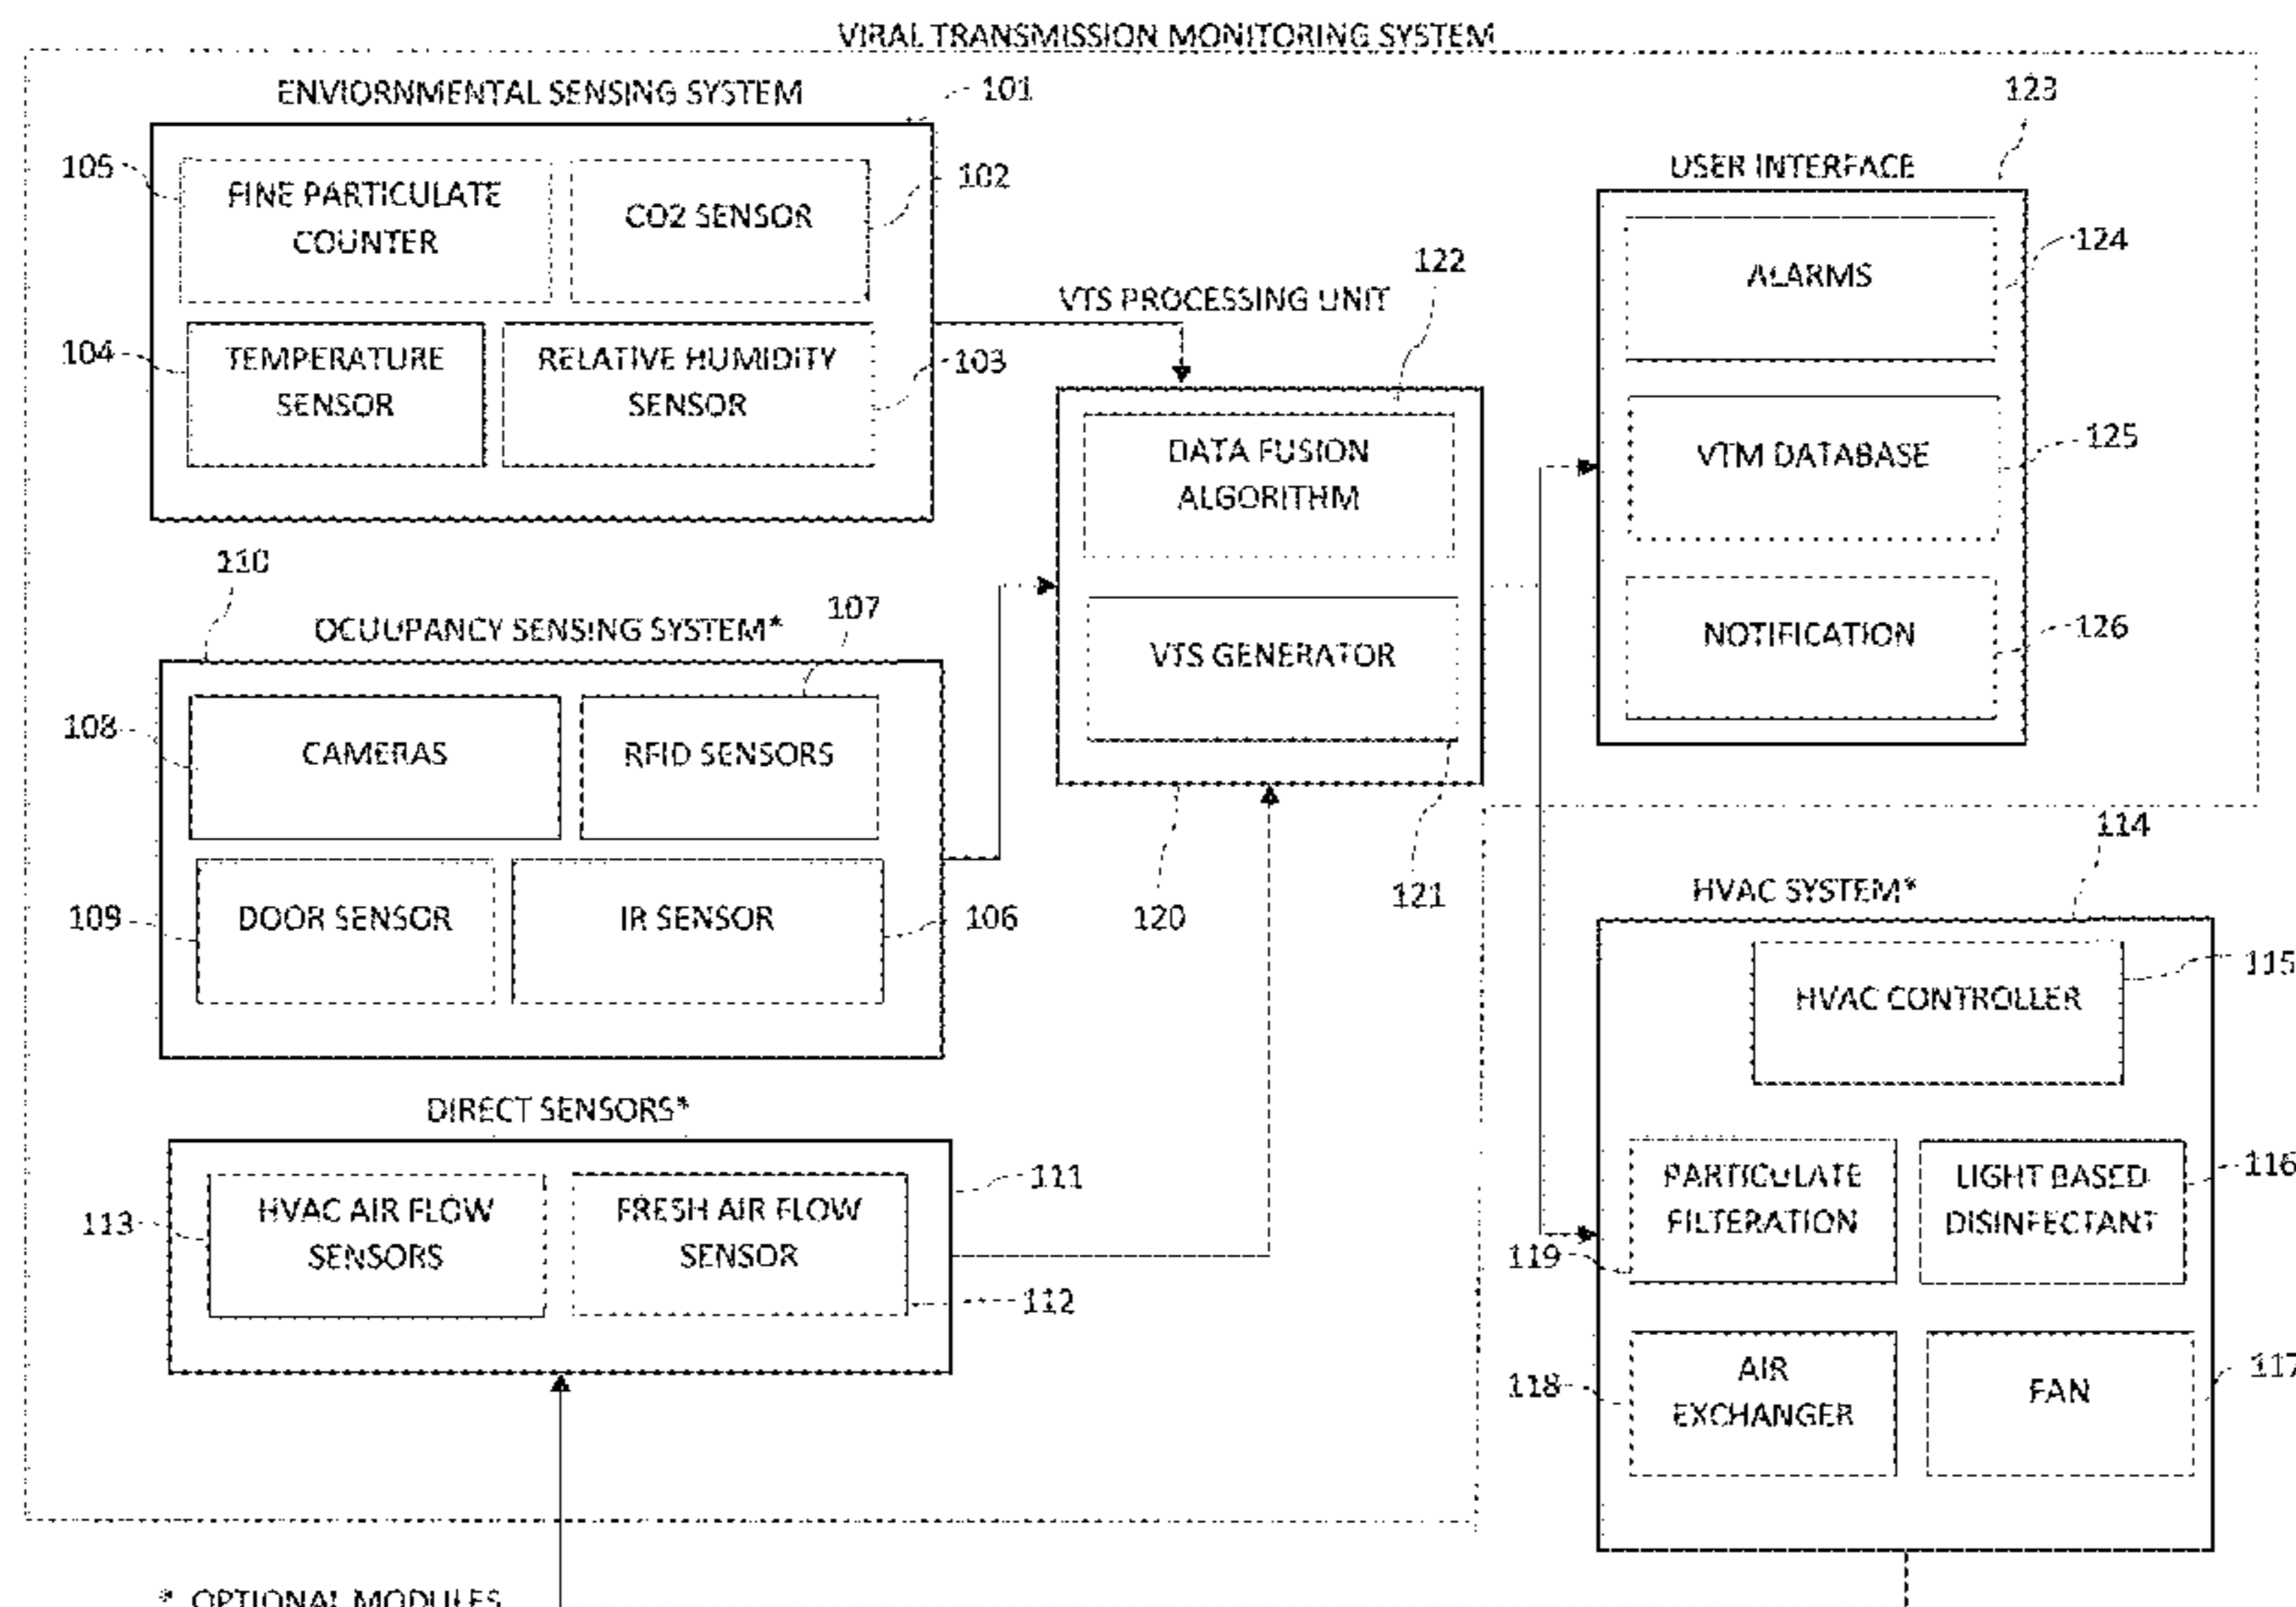 VIRAL TRANSMISSION MONITORING SYSTEM
ENVIORNMENTAL SENSING SYSTEM
101
105
FINE PARTICULATE
COUNTER
CO2 SENSOR
102
104
TEMPERATURE
SENSOR
RELATIVE HUMIDITY
SENSOR
103
110
OCUUPANCY SENSING SYSTEM*
107
108
CAMERAS
RFID SENSORS
109
DOOR SENSOR
IR SENSOR
106
DIRECT SENSORS*
111
113
HVAC AIR FLOW
SENSORS
FRESH AIR FLOW
SENSOR
112
* OPTIONAL MODULES
VTS PROCESSING UNIT
122
DATA FUSION
ALGORITHM
VTS GENERATOR
120
121
123
USER INTERFACE
ALARMS
124
VTM DATABASE
125
NOTIFICATION
126
114
HVAC SYSTEM*
HVAC CONTROLLER
115
PARTICULATE
FILTERATION
119
LIGHT BASED
DISINFECTANT
116
118
AIR
EXCHANGER
FAN
117